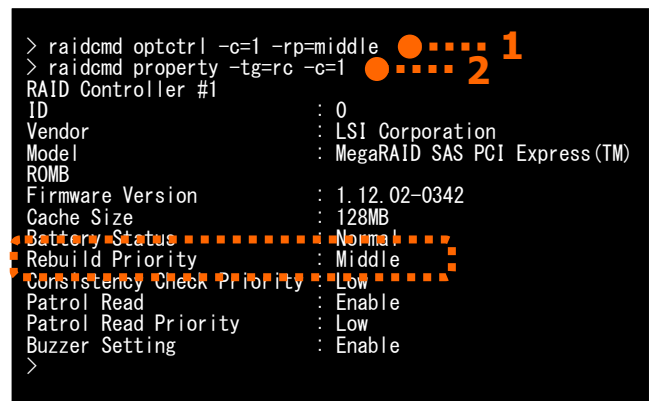 > raidcmd optctrl -c=1 -rp=middle 1
> raidcmd property -tg=rc -c=1 2
RAID Controller #1
ID : 0
Vendor : LSI Corporation
Model : MegaRAID SAS PCI Express(TM)
ROMB
Firmware Version : 1.12.02-0342
Cache Size : 128MB
Battery Status : Normal
Rebuild Priority : Middle
Consistency Check Priority : Low
Patrol Read : Enable
Patrol Read Priority : Low
Buzzer Setting : Enable
>